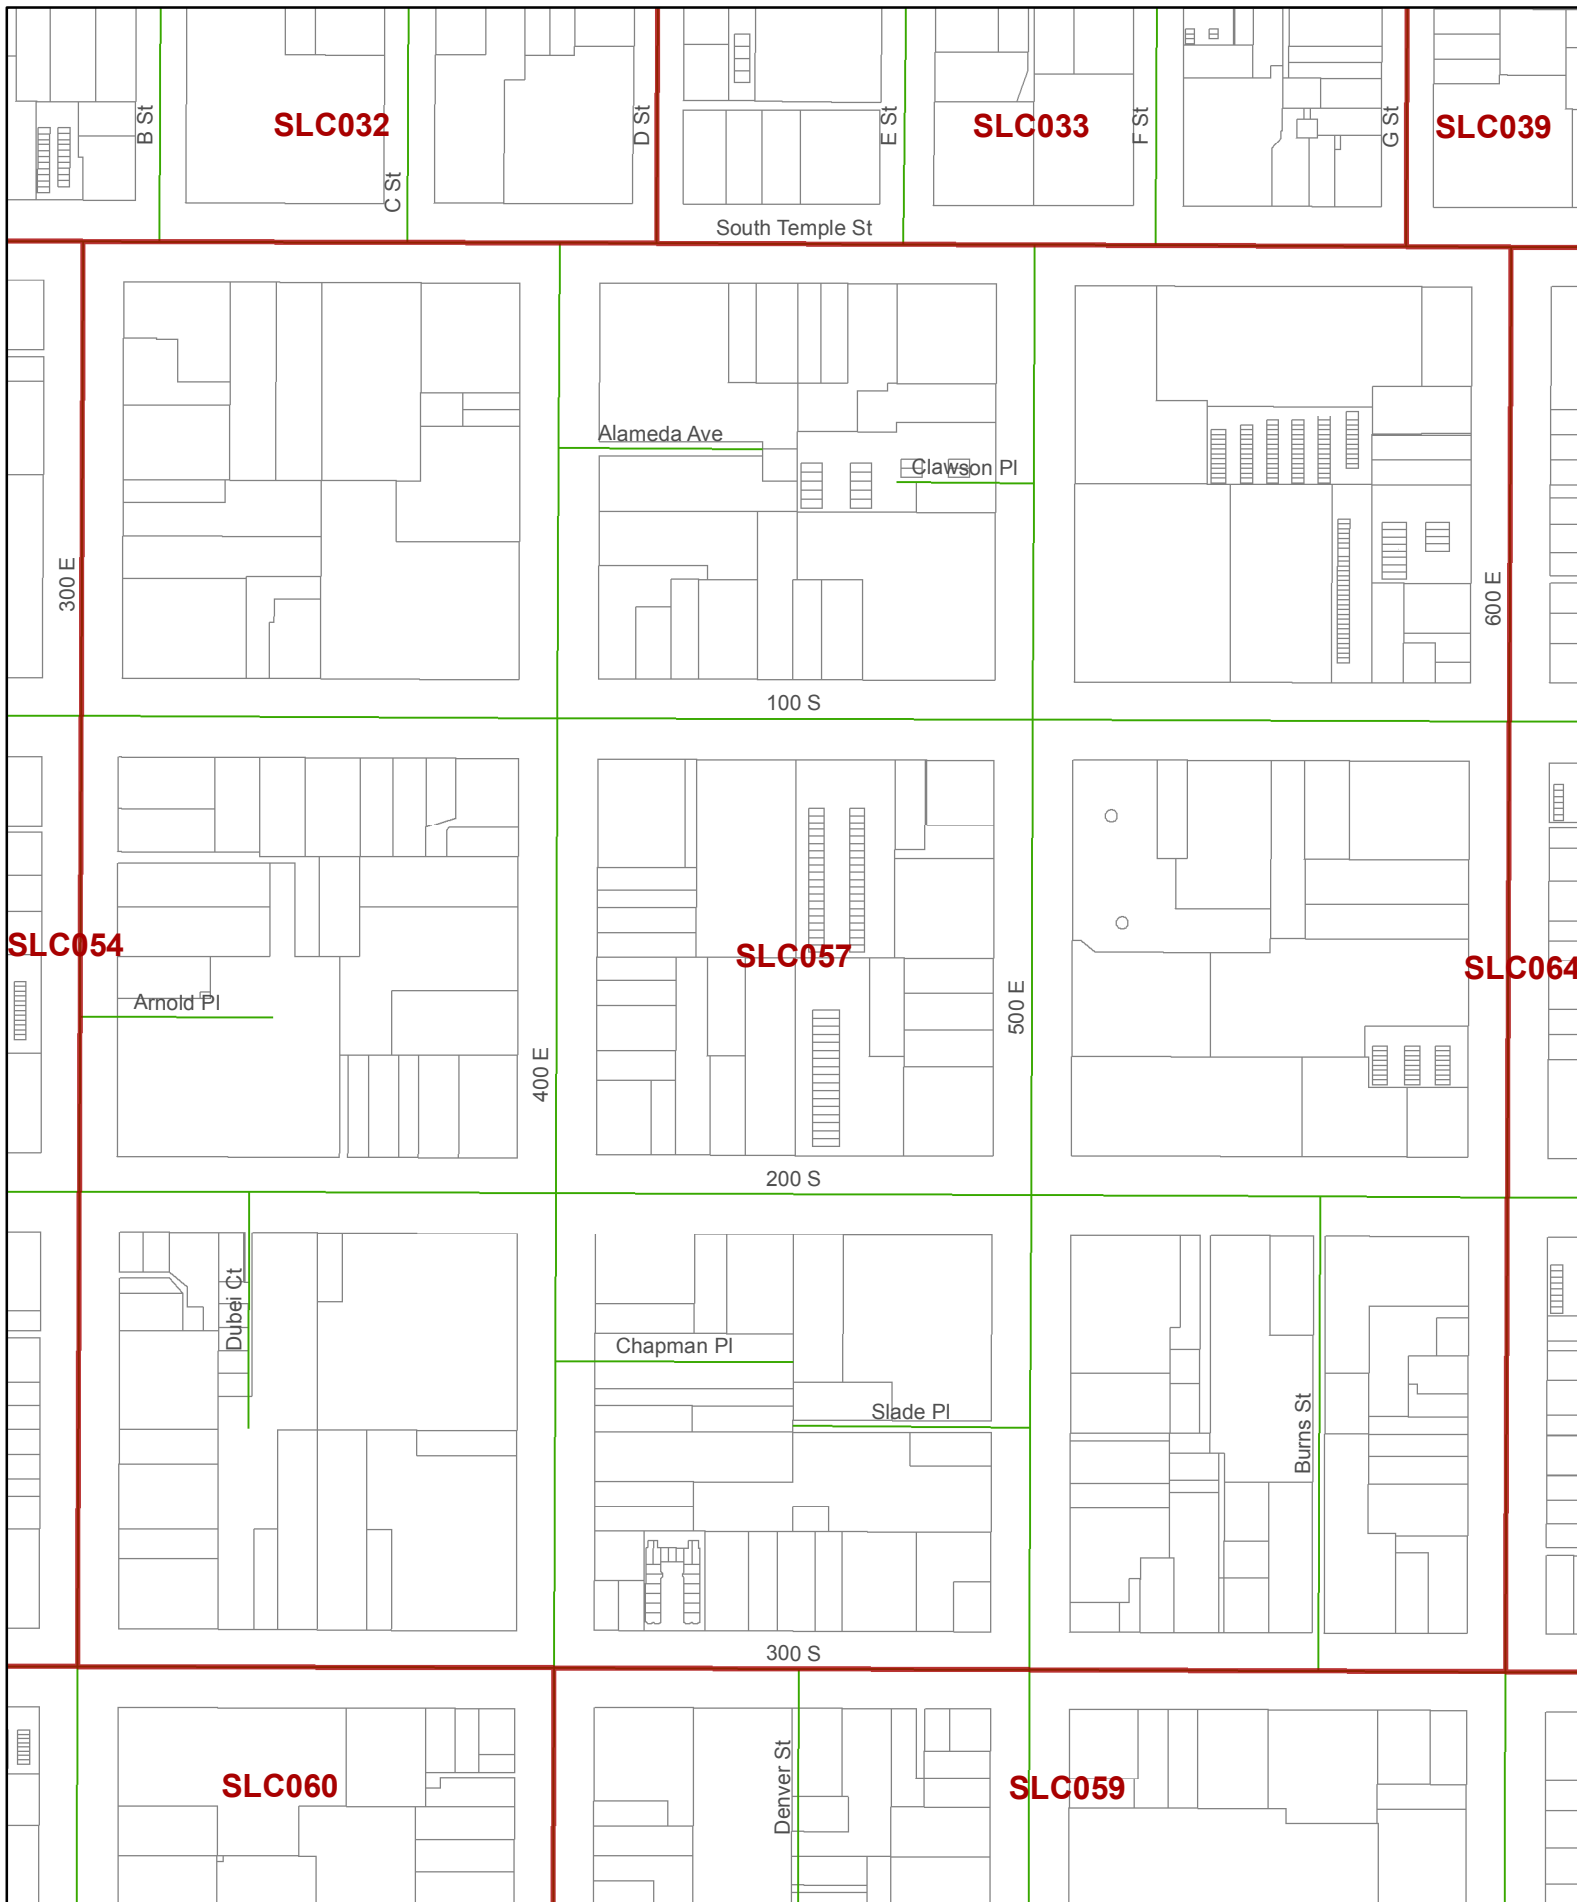 B St
SLC032
C St
D St
E St
SLC033
F St
G St
SLC039
South Temple St
Alameda Ave
Clawson Pl
300 E
600 E
100 S
SLC054
SLC057
SLC064
Arnold Pl
500 E
400 E
200 S
Dubei Ct
Chapman Pl
Slade Pl
Burns St
300 S
SLC060
Denver St
SLC059